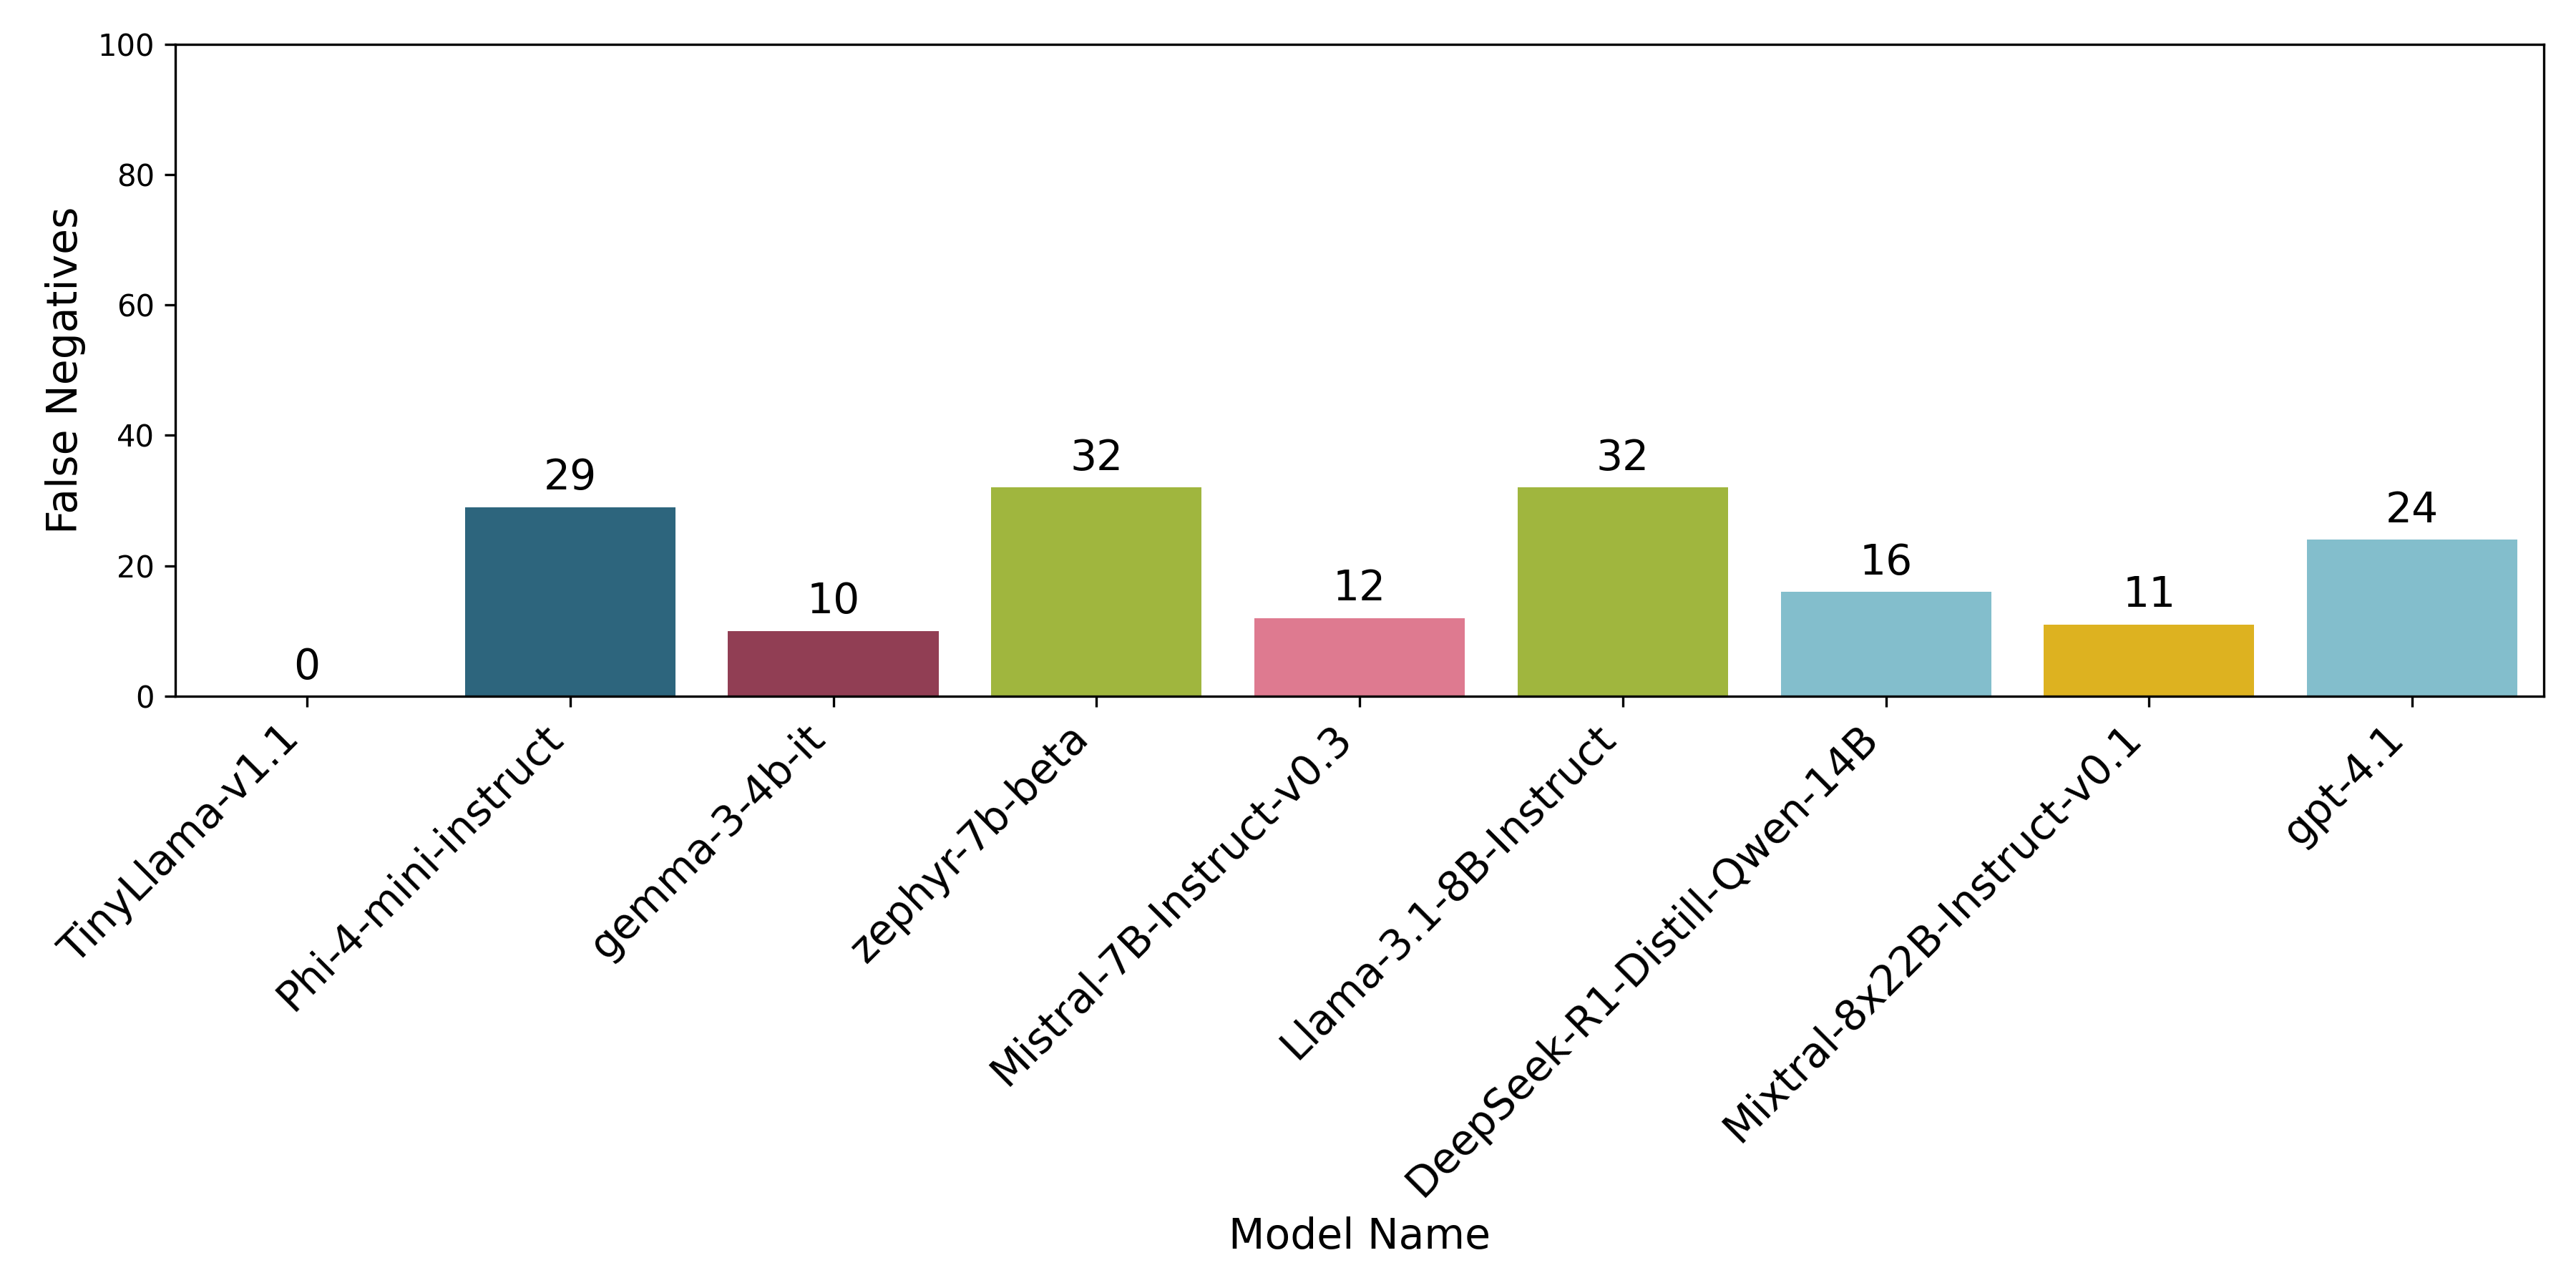 False Negatives
100
80
60
40
20
0
0
29
10
32
12
32
16
11
24
TinyLlama-v1.1
Phi-4-mini-instruct
gemma-3-4b-it
zephyr-7b-beta
Mistral-7B-Instruct-v0.3
Llama-3.1-8B-Instruct
DeepSeek-R1-Distill-Qwen-14B
Mixtral-8x22B-Instruct-v0.1
gpt-4.1
Model Name